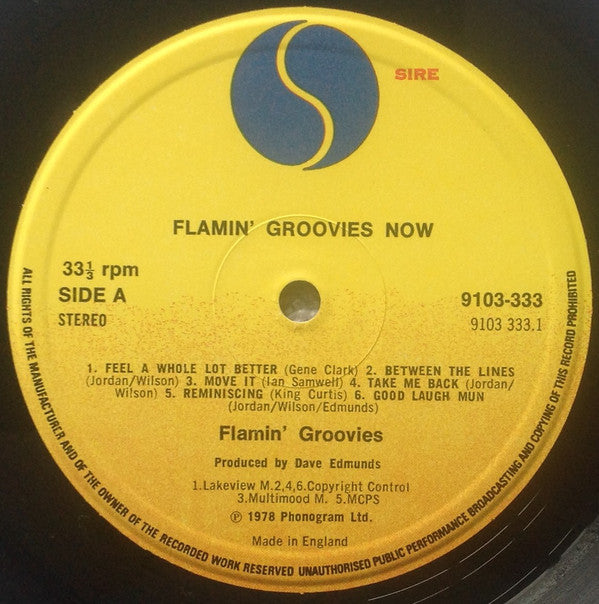 SIRE
FLAMIN' GROOVIES NOW
33⅓ rpm
SIDE A
STEREO
9103-333
9103 333.1
1. FEEL A WHOLE LOT BETTER (Gene Clark) 2. BETWEEN THE LINES
(Jordan/Wilson) 3. MOVE IT (Ian Samwell) 4. TAKE ME BACK (Jordan/
Wilson) 5. REMINISCING (King Curtis) 6. GOOD LAUGH MUN
(Jordan/Wilson/Edmunds)
Flamin' Groovies
Produced by Dave Edmunds
1.Lakeview M.2,4,6.Copyright Control
3.Multimood M. 5.MCPS
℗ 1978 Phonogram Ltd.
Made in England
ALL RIGHTS OF THE MANUFACTURER AND OF THE OWNER OF THE RECORDED WORK RESERVED UNAUTHORISED PUBLIC PERFORMANCE BROADCASTING AND COPYING OF THIS RECORD PROHIBITED